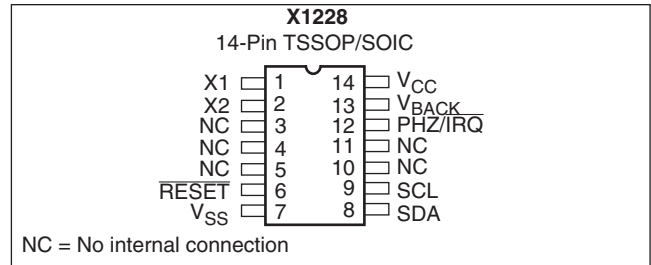 X1228
14-Pin TSSOP/SOIC
X1 1 14 VCC
X2 2 13 VBACK
NC 3 12 PHZ/IRQ
NC 4 11 NC
NC 5 10 NC
RESET 6 9 SCL
VSS 7 8 SDA
NC = No internal connection